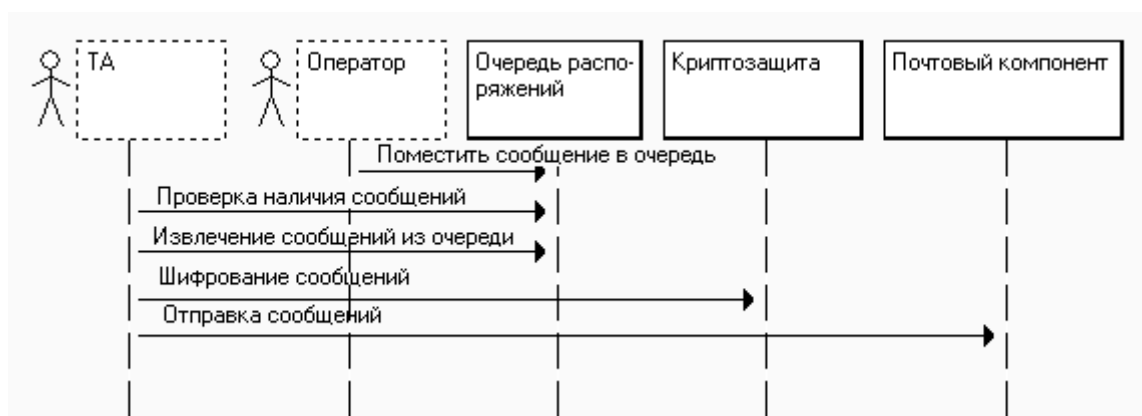 ТА
Оператор
Очередь распо-
ряжений
Криптозащита
Почтовый компонент
Поместить сообщение в очередь
Проверка наличия сообщений
Извлечение сообщений из очереди
Шифрование сообщений
Отправка сообщений